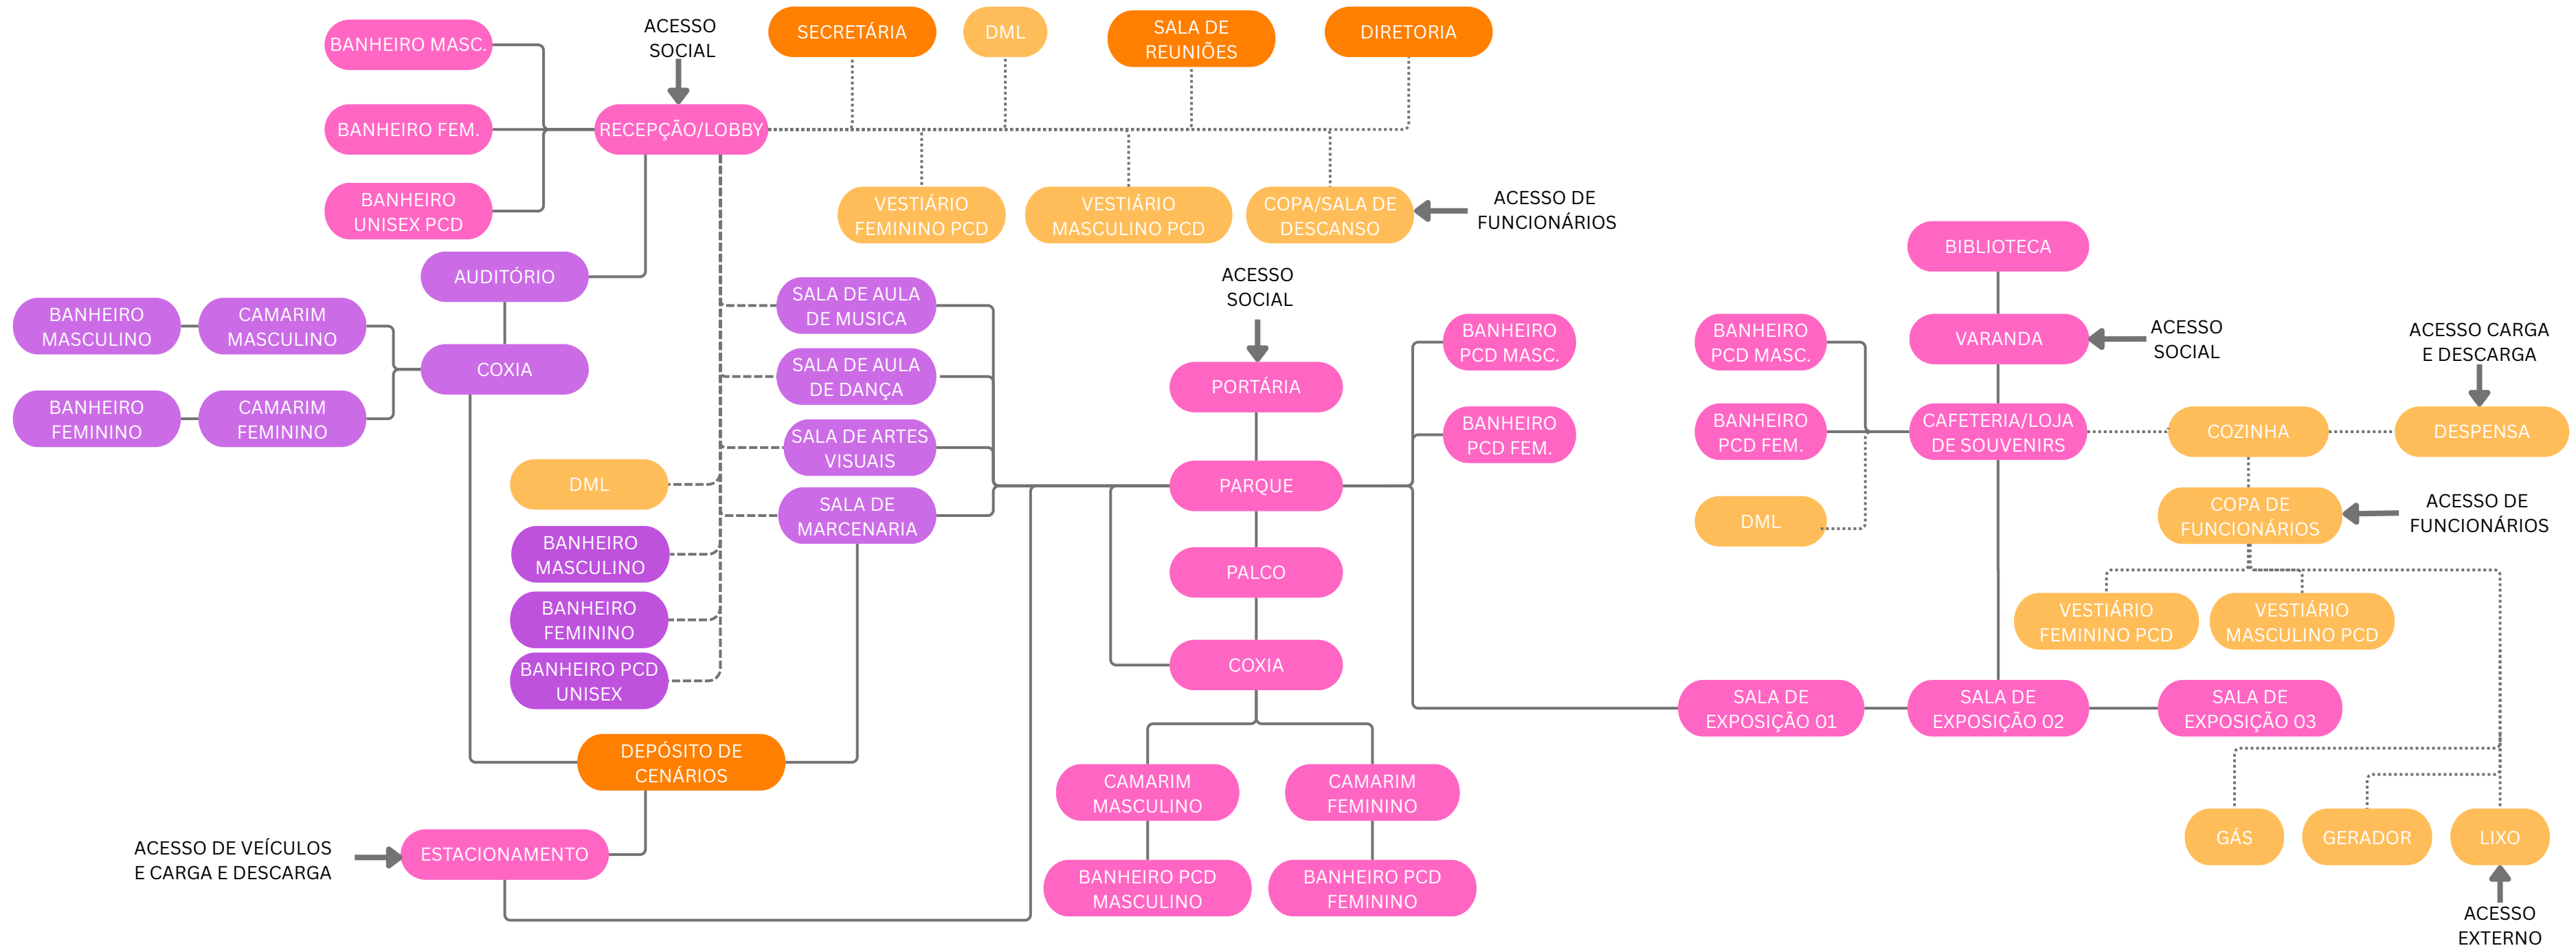 BANHEIRO MASC.
BANHEIRO FEM.
BANHEIRO
UNISEX PCD
ACESSO
SOCIAL
RECEPÇÃO/LOBBY
SECRETÁRIA
DML
SALA DE
REUNIÕES
DIRETORIA
VESTIÁRIO
FEMININO PCD
VESTIÁRIO
MASCULINO PCD
COPA/SALA DE
DESCANSO
ACESSO DE
FUNCIONÁRIOS
AUDITÓRIO
COXIA
BANHEIRO
MASCULINO
CAMARIM
MASCULINO
BANHEIRO
FEMININO
CAMARIM
FEMININO
SALA DE AULA
DE MUSICA
SALA DE AULA
DE DANÇA
SALA DE ARTES
VISUAIS
SALA DE
MARCENARIA
DML
BANHEIRO
MASCULINO
BANHEIRO
FEMININO
BANHEIRO PCD
UNISEX
DEPÓSITO DE
CENÁRIOS
ACESSO DE VEÍCULOS
E CARGA E DESCARGA
ESTACIONAMENTO
ACESSO
SOCIAL
PORTÁRIA
PARQUE
PALCO
COXIA
CAMARIM
MASCULINO
CAMARIM
FEMININO
BANHEIRO PCD
MASCULINO
BANHEIRO PCD
FEMININO
BANHEIRO
PCD MASC.
BANHEIRO
PCD FEM.
BIBLIOTECA
VARANDA
ACESSO
SOCIAL
BANHEIRO
PCD MASC.
BANHEIRO
PCD FEM.
DML
CAFETERIA/LOJA
DE SOUVENIRS
COZINHA
ACESSO CARGA
E DESCARGA
DESPENSA
COPA DE
FUNCIONÁRIOS
ACESSO DE
FUNCIONÁRIOS
VESTIÁRIO
FEMININO PCD
VESTIÁRIO
MASCULINO PCD
SALA DE
EXPOSIÇÃO 01
SALA DE
EXPOSIÇÃO 02
SALA DE
EXPOSIÇÃO 03
GÁS
GERADOR
LIXO
ACESSO
EXTERNO